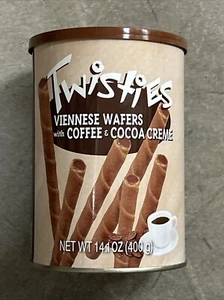 Twisties
VIENNESE WAFERS
with COFFEE & COCOA CREME
NET WT 14.1 OZ (400 g)